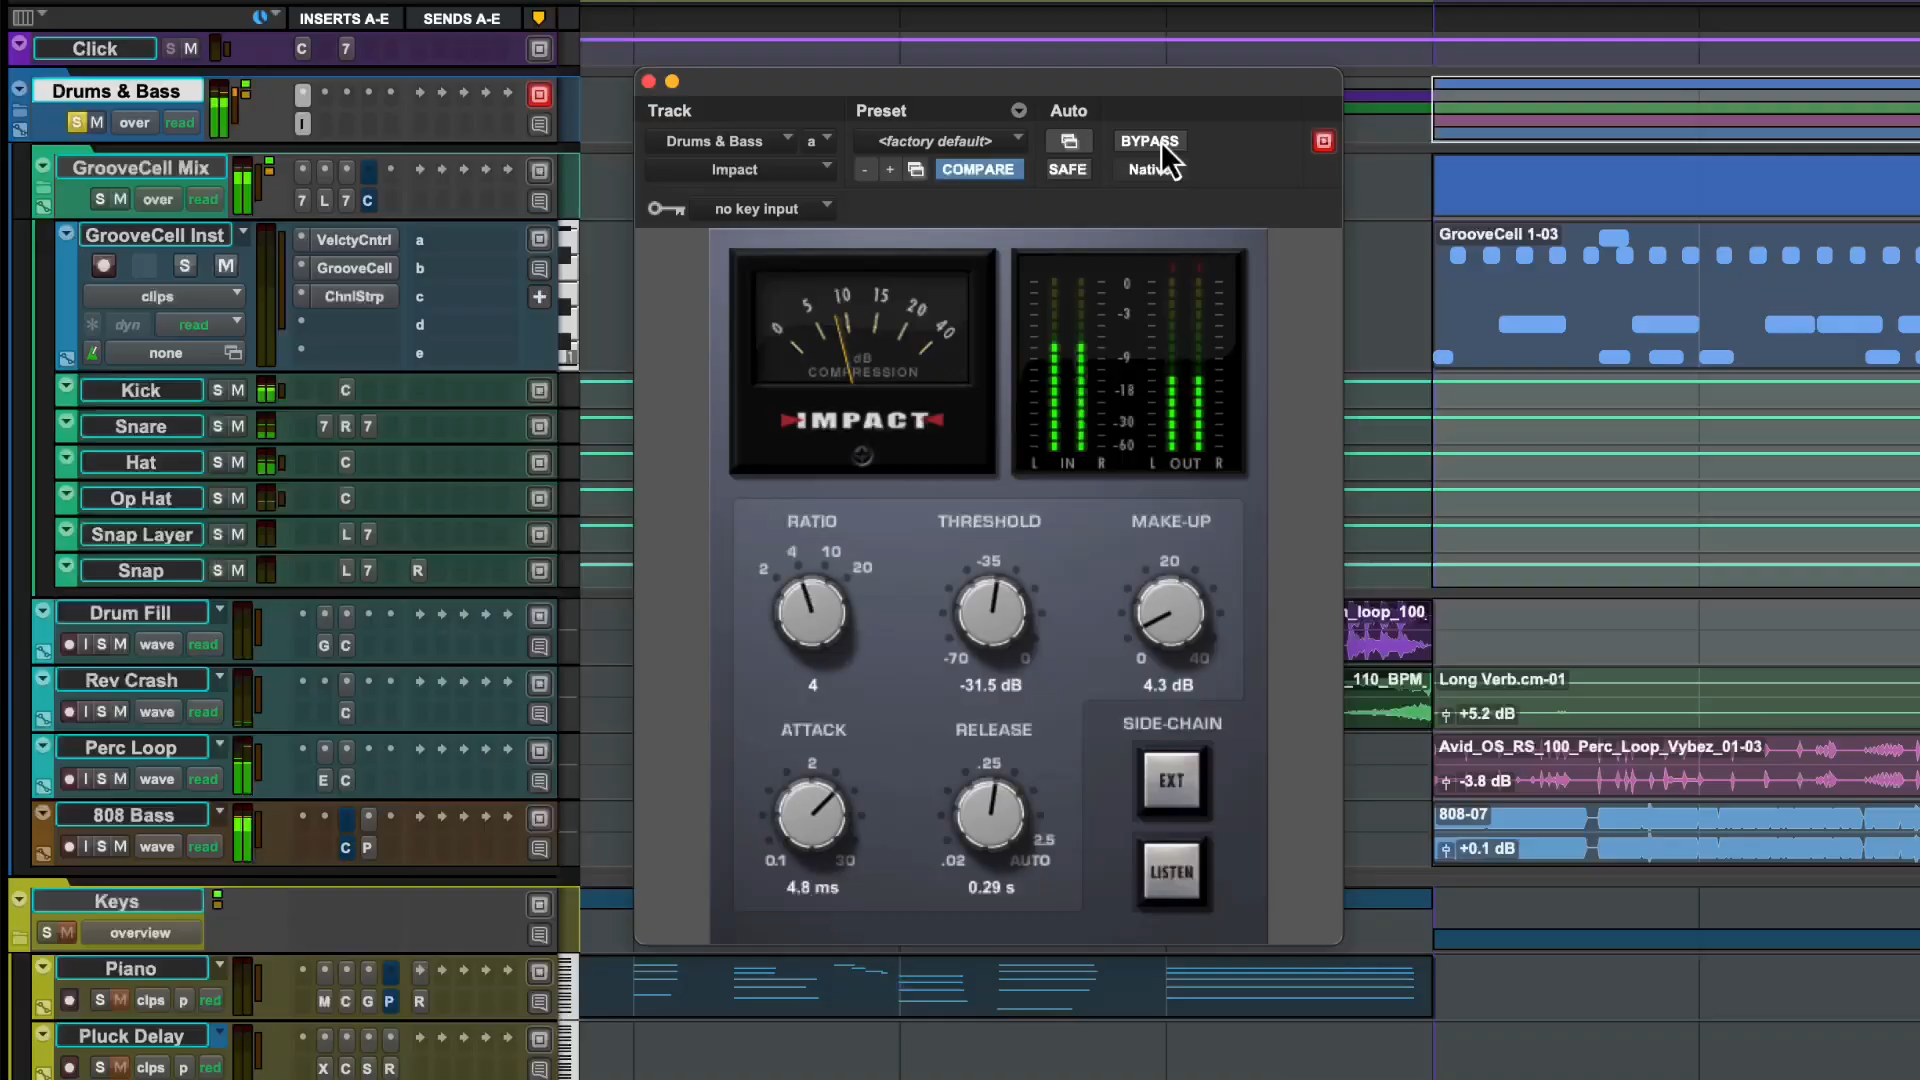 INSERTS A-E SENDS A-E
Click S M C 7
Drums & Bass
S M over read I
GrooveCell Mix
S M over read 7 L 7 C
GrooveCell Inst VelctyCntrl a
S M GrooveCell b
clips ChnlStrp c
dyn read d
none e
Kick S M C
Snare S M 7 R 7
Hat S M C
Op Hat S M C
Snap Layer S M L 7
Snap S M L 7 R
Drum Fill
I S M wave read G C
Rev Crash
I S M wave read C
Perc Loop
I S M wave read E C
808 Bass
I S M wave read C P
Keys
S M overview
Piano
S M clps p red M C G P R
Pluck Delay
S M clps p red X C S R
Track Preset Auto
Drums & Bass a <factory default> BYPASS
Impact - + COMPARE SAFE Native
no key input
0 5 10 15 20 40
dB
COMPRESSION
IMPACT
0
-3
-9
-18
-30
-60
L IN R L OUT R
RATIO THRESHOLD MAKE-UP
2 4 10 20 -35 20
-70 0 0 40
4 -31.5 dB 4.3 dB
ATTACK RELEASE SIDE-CHAIN
2 .25
EXT
0.1 30 .02 2.5 AUTO
LISTEN
4.8 ms 0.29 s
GrooveCell 1-03
_loop_100
_110_BPM_ Long Verb.cm-01
+5.2 dB
Avid_OS_RS_100_Perc_Loop_Vybez_01-03
-3.8 dB
808-07
+0.1 dB